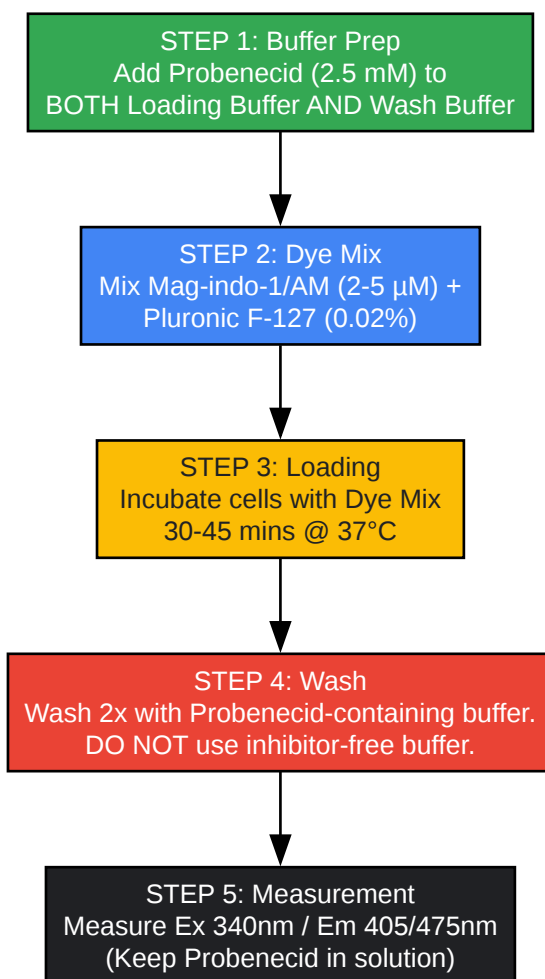 STEP 1: Buffer Prep
Add Probenecid (2.5 mM) to
BOTH Loading Buffer AND Wash Buffer
STEP 2: Dye Mix
Mix Mag-indo-1/AM (2-5 µM) +
Pluronic F-127 (0.02%)
STEP 3: Loading
Incubate cells with Dye Mix
30-45 mins @ 37°C
STEP 4: Wash
Wash 2x with Probenecid-containing buffer.
DO NOT use inhibitor-free buffer.
STEP 5: Measurement
Measure Ex 340nm / Em 405/475nm
(Keep Probenecid in solution)